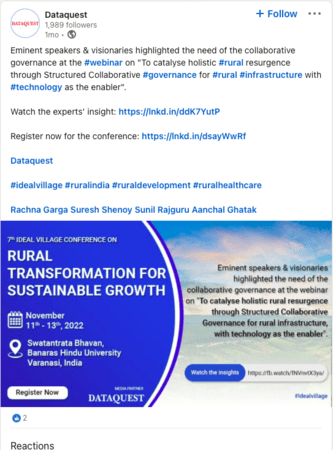 DATAQUEST
Dataquest
1,989 followers
1mo •
+ Follow
Eminent speakers & visionaries highlighted the need of the collaborative
governance at the #webinar on "To catalyse holistic #rural resurgence
through Structured Collaborative #governance for #rural #infrastructure with
#technology as the enabler".
Watch the experts' insight: https://lnkd.in/ddK7YutP
Register now for the conference: https://lnkd.in/dsayWwRf
Dataquest
#idealvillage #ruralindia #ruraldevelopment #ruralhealthcare
Rachna Garga Suresh Shenoy Sunil Rajguru Aanchal Ghatak
7th IDEAL VILLAGE CONFERENCE ON
RURAL
TRANSFORMATION FOR
SUSTAINABLE GROWTH
November
11th - 13th, 2022
Swatantrata Bhavan,
Banaras Hindu University
Varanasi, India
Register Now
MEDIA PARTNER
DATAQUEST
Eminent speakers & visionaries
highlighted the need of the
collaborative governance at the webinar
on "To catalyse holistic rural resurgence
through Structured Collaborative
Governance for rural infrastructure,
with technology as the enabler".
Watch the insights
#idealvillage
2
Reactions